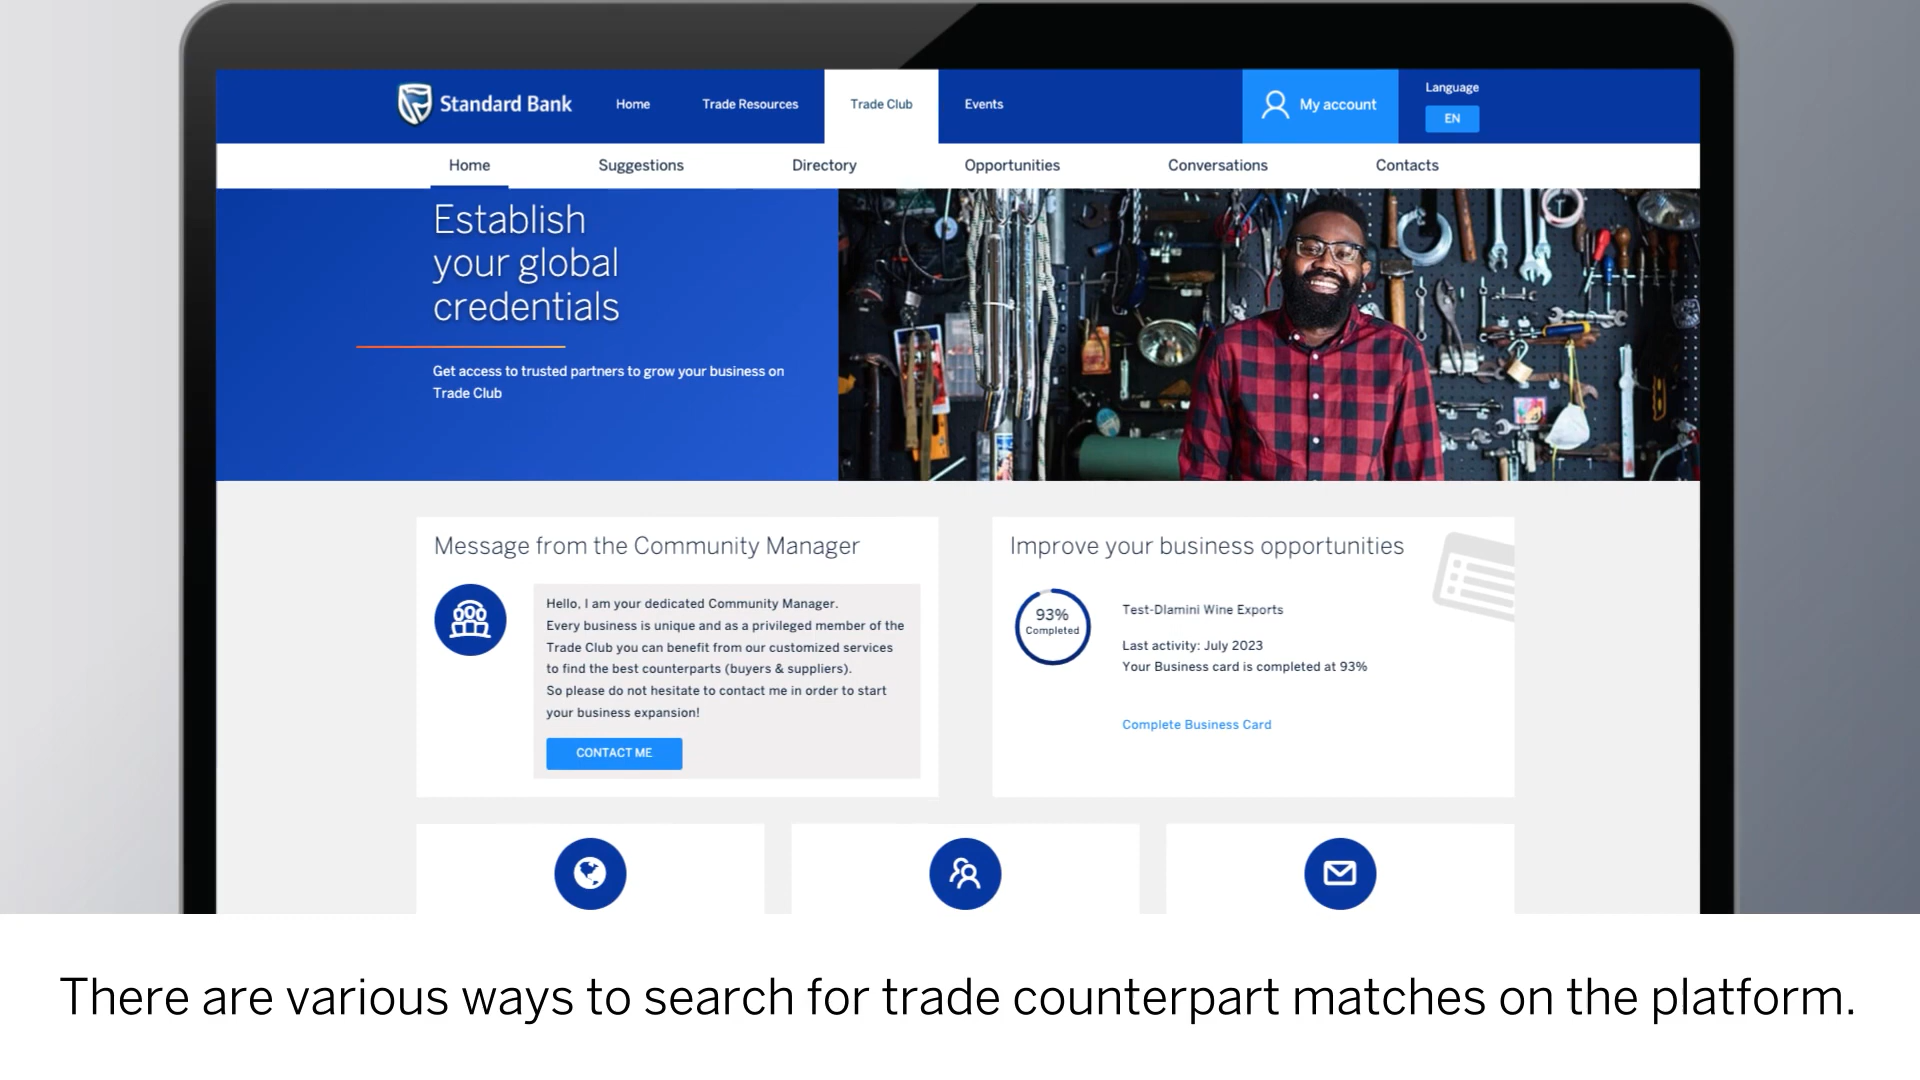 Standard Bank
Home
Trade Resources
Trade Club
Events
My account
Language
EN
Home
Suggestions
Directory
Opportunities
Conversations
Contacts
Establish
your global
credentials
Get access to trusted partners to grow your business on
Trade Club
Message from the Community Manager
Hello, I am your dedicated Community Manager.
Every business is unique and as a privileged member of the
Trade Club you can benefit from our customized services
to find the best counterparts (buyers & suppliers).
So please do not hesitate to contact me in order to start
your business expansion!
CONTACT ME
Improve your business opportunities
93%
Completed
Test-Dlamini Wine Exports
Last activity: July 2023
Your Business card is completed at 93%
Complete Business Card
There are various ways to search for trade counterpart matches on the platform.